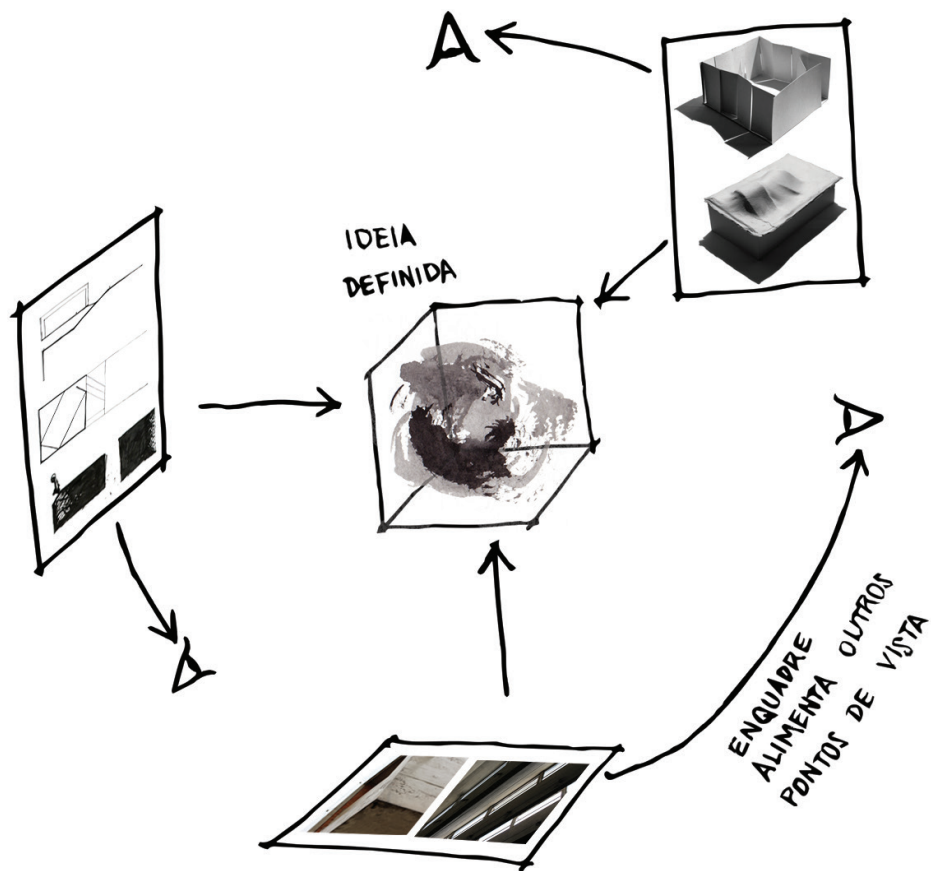 IDEIA
DEFINIDA
ENQUADRE
ALIMENTA OUTROS
PONTOS DE VISTA